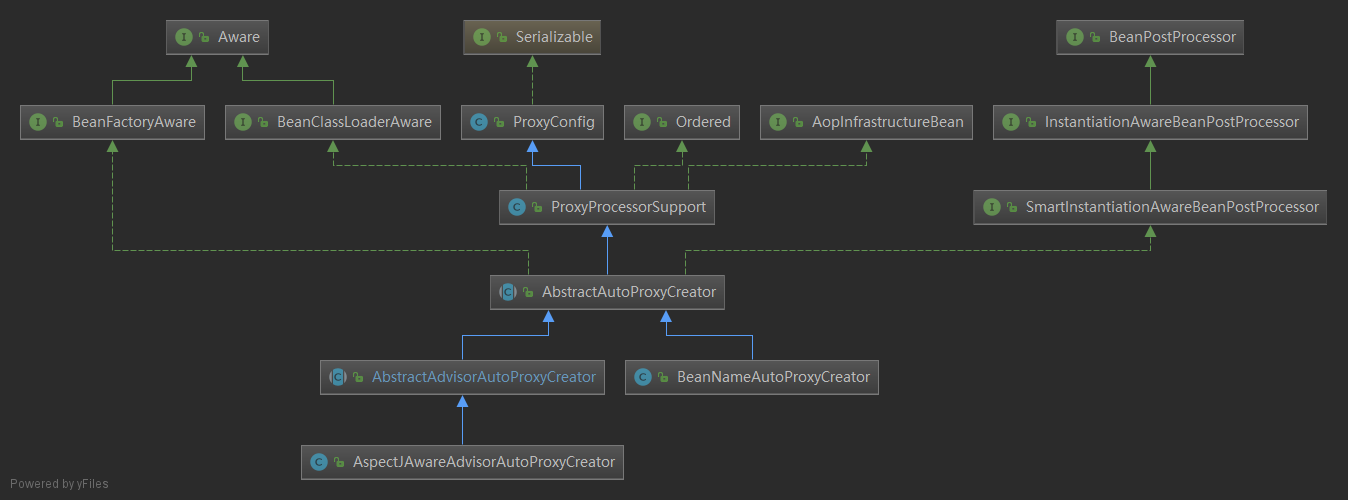 Aware
Serializable
BeanPostProcessor
BeanFactoryAware
BeanClassLoaderAware
ProxyConfig
Ordered
AopInfrastructureBean
InstantiationAwareBeanPostProcessor
ProxyProcessorSupport
SmartInstantiationAwareBeanPostProcessor
AbstractAutoProxyCreator
AbstractAdvisorAutoProxyCreator
BeanNameAutoProxyCreator
AspectJAwareAdvisorAutoProxyCreator
Powered by yFiles